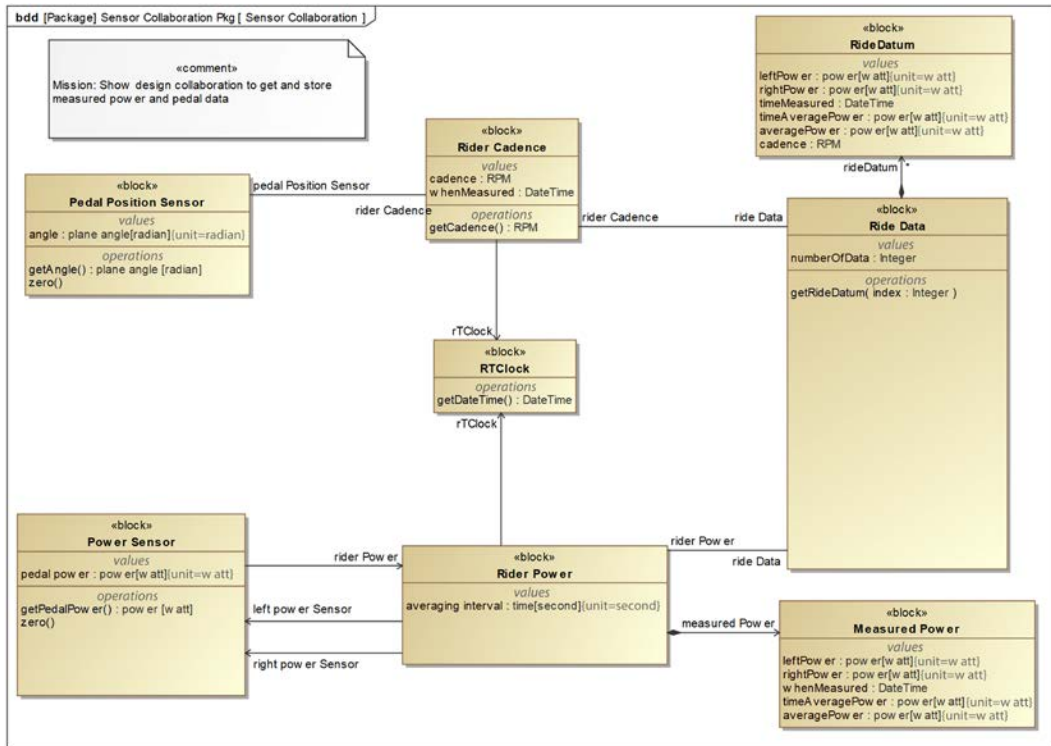 bdd [Package] Sensor Collaboration Pkg [ Sensor Collaboration ]
«comment»
Mission: Show design collaboration to get and store
measured power and pedal data
«block»
RideDatum
values
leftPower : power[watt]{unit=watt}
rightPower : power[watt]{unit=watt}
timeMeasured : DateTime
timeAveragePower : power[watt]{unit=watt}
averagePower : power[watt]{unit=watt}
cadence : RPM
rideDatum
*
«block»
Rider Cadence
values
cadence : RPM
whenMeasured : DateTime
operations
getCadence() : RPM
pedal Position Sensor
rider Cadence
«block»
Pedal Position Sensor
values
angle : plane angle[radian]{unit=radian}
operations
getAngle() : plane angle [radian]
zero()
rider Cadence
ride Data
«block»
Ride Data
values
numberOfData : Integer
operations
getRideDatum( index : Integer )
rTClock
«block»
RTClock
operations
getDateTime() : DateTime
rTClock
«block»
Power Sensor
values
pedal power : power[watt]{unit=watt}
operations
getPedalPower() : power [watt]
zero()
rider Power
left power Sensor
right power Sensor
«block»
Rider Power
values
averaging interval : time[second]{unit=second}
rider Power
ride Data
measured Power
«block»
Measured Power
values
leftPower : power[watt]{unit=watt}
rightPower : power[watt]{unit=watt}
whenMeasured : DateTime
timeAveragePower : power[watt]{unit=watt}
averagePower : power[watt]{unit=watt}